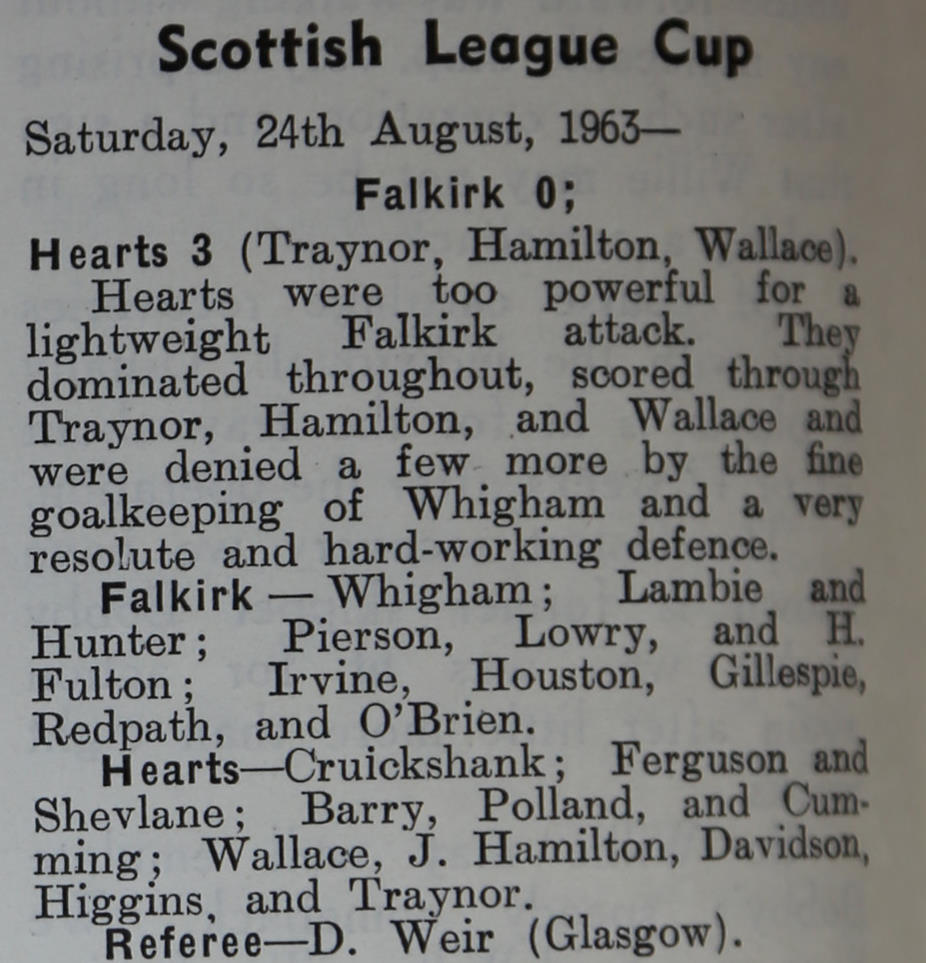 Scottish League Cup
Saturday, 24th August, 1963—
Falkirk 0;
Hearts 3 (Traynor, Hamilton, Wallace).
Hearts were too powerful for a
lightweight Falkirk attack. They
dominated throughout, scored through
Traynor, Hamilton, and Wallace and
were denied a few more by the fine
goalkeeping of Whigham and a very
resolute and hard-working defence.
Falkirk — Whigham; Lambie and
Hunter; Pierson, Lowry, and H.
Fulton; Irvine, Houston, Gillespie,
Redpath, and O'Brien.
Hearts—Cruickshank; Ferguson and
Shevlane; Barry, Polland, and Cum-
ming; Wallace, J. Hamilton, Davidson,
Higgins, and Traynor.
Referee—D. Weir (Glasgow).